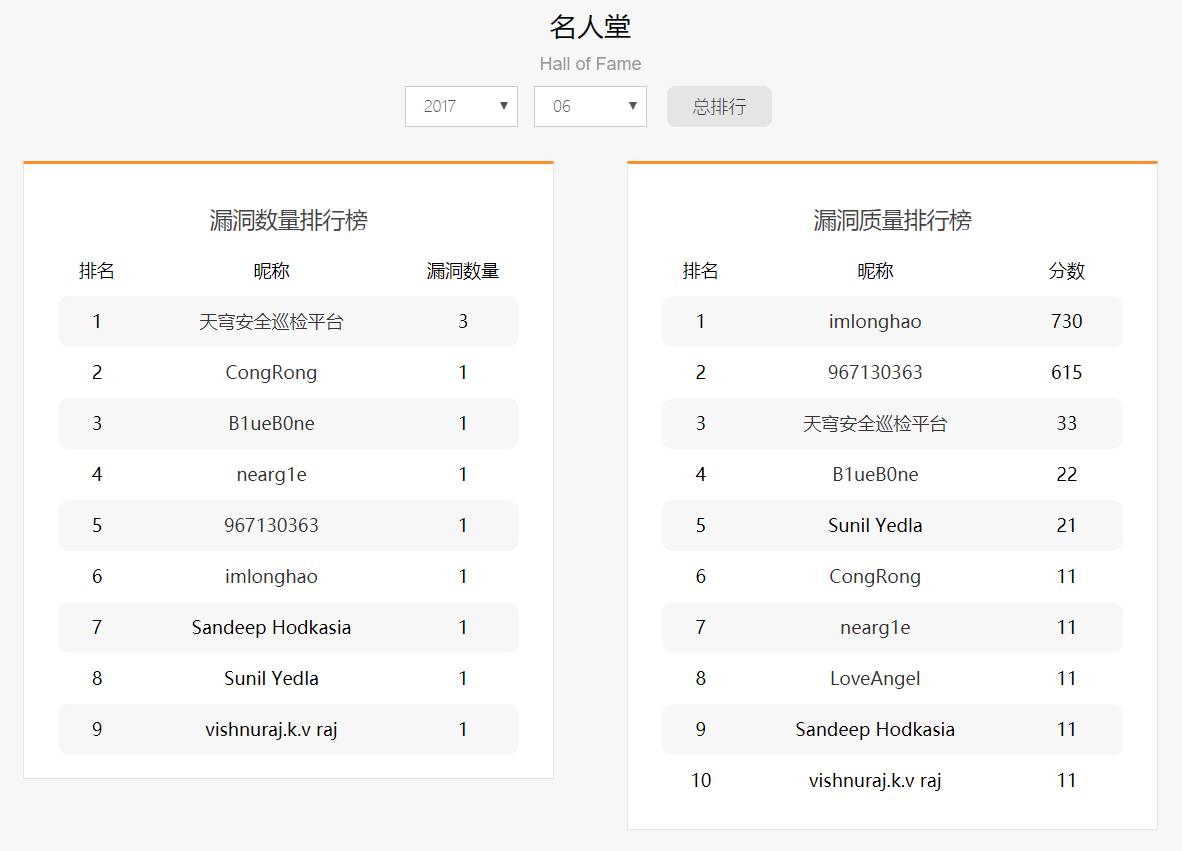 名人堂
Hall of Fame
2017 06 总排行
漏洞数量排行榜
排名 昵称 漏洞数量
1 天穹安全巡检平台 3
2 CongRong 1
3 B1ueB0ne 1
4 nearg1e 1
5 967130363 1
6 imlonghao 1
7 Sandeep Hodkasia 1
8 Sunil Yedla 1
9 vishnuraj.k.v raj 1
漏洞质量排行榜
排名 昵称 分数
1 imlonghao 730
2 967130363 615
3 天穹安全巡检平台 33
4 B1ueB0ne 22
5 Sunil Yedla 21
6 CongRong 11
7 nearg1e 11
8 LoveAngel 11
9 Sandeep Hodkasia 11
10 vishnuraj.k.v raj 11